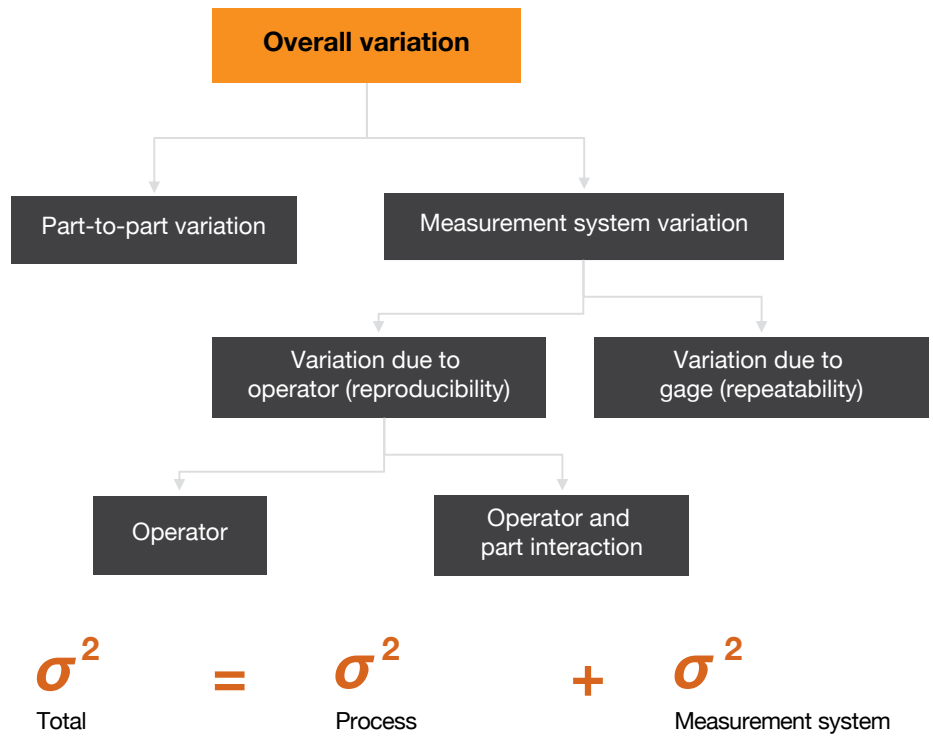 Overall variation
Part-to-part variation
Measurement system variation
Variation due to
operator (reproducibility)
Variation due to
gage (repeatability)
Operator
Operator and
part interaction
σ² = σ² + σ²
Total Process Measurement system